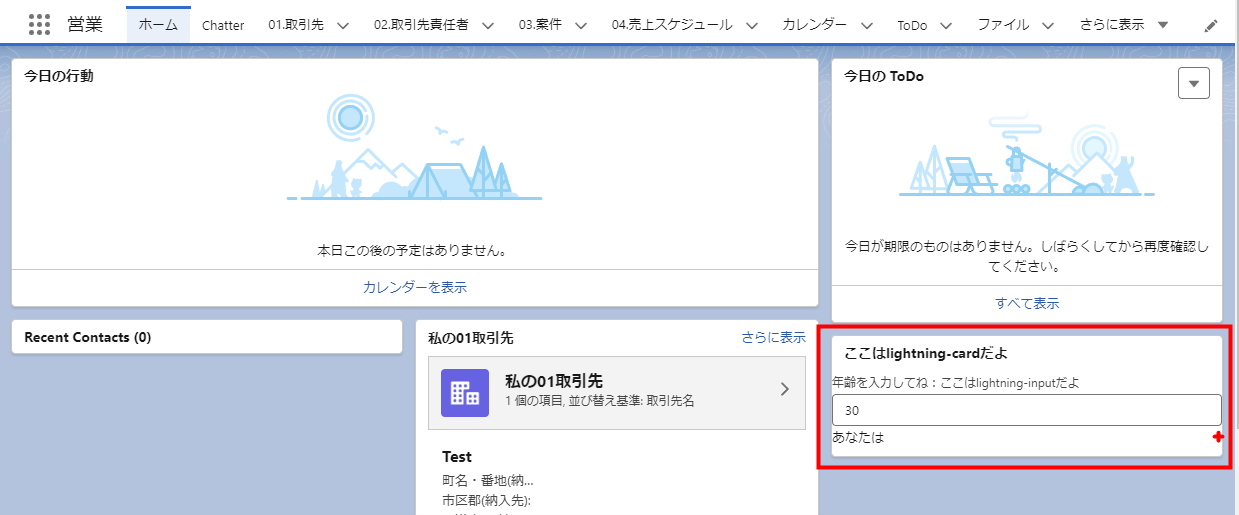 営業 ホーム Chatter 01.取引先 02.取引先責任者 03.案件 04.売上スケジュール カレンダー ToDo ファイル さらに表示
今日の行動
本日この後の予定はありません。
カレンダーを表示
今日の ToDo
今日が期限のものはありません。しばらくしてから再度確認し
てください。
すべて表示
Recent Contacts (0)
私の01取引先 さらに表示
私の01取引先
1 個の項目, 並び替え基準: 取引先名
Test
町名・番地(納...
市区郡(納入先):
ここはlightning-cardだよ
年齢を入力してね：ここはlightning-inputだよ
30
あなたは